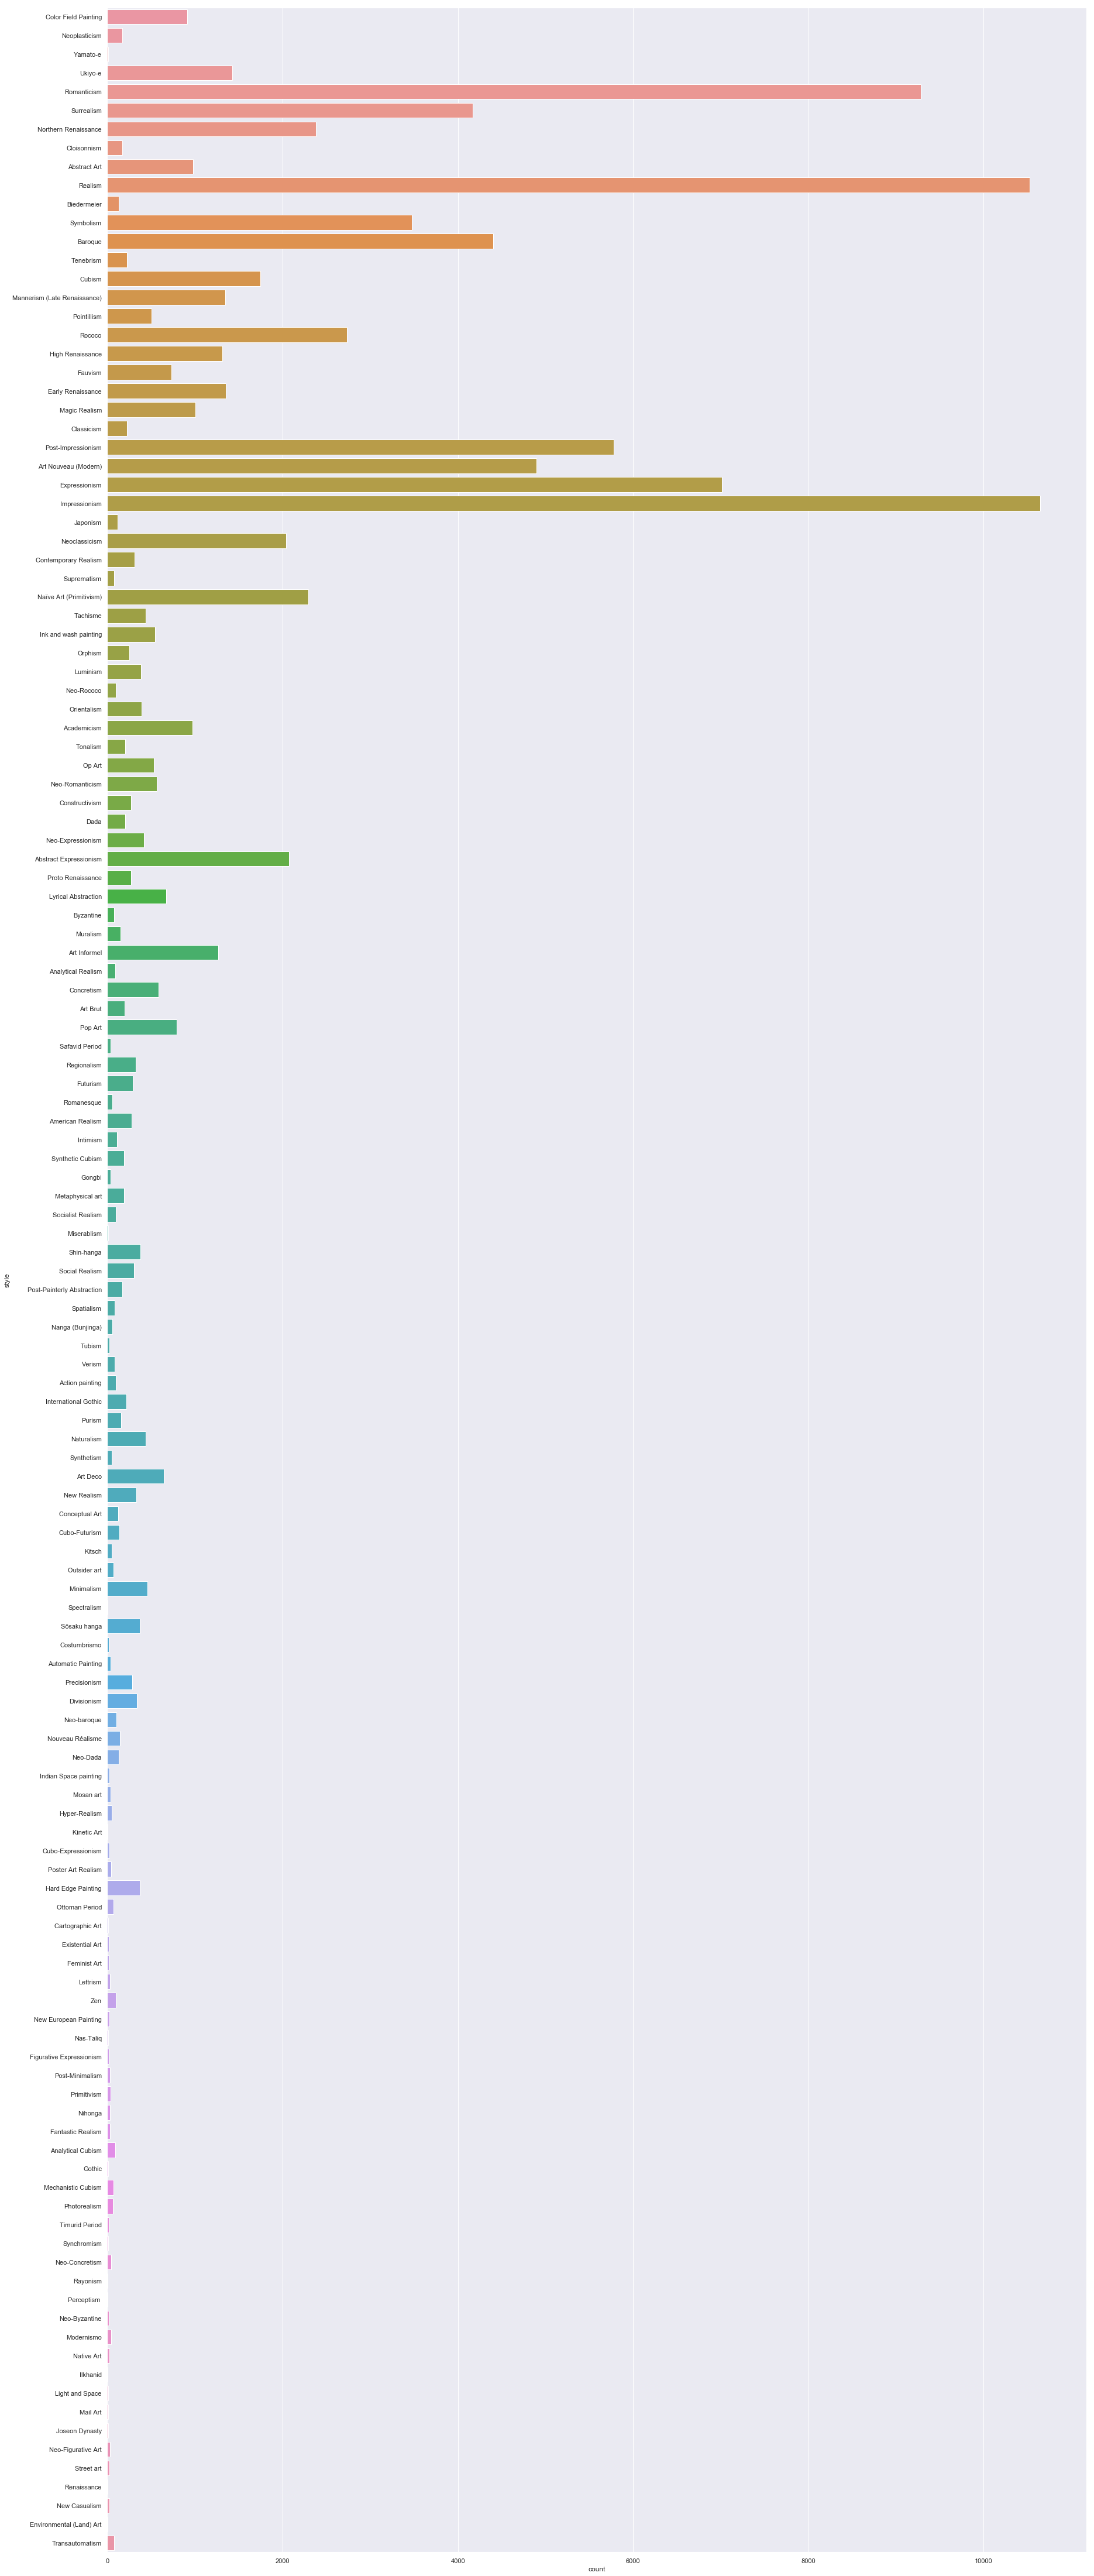 Color Field Painting
Neoplasticism
Yamato-e
Ukiyo-e
Romanticism
Surrealism
Northern Renaissance
Cloisonnism
Abstract Art
Realism
Biedermeier
Symbolism
Baroque
Tenebrism
Cubism
Mannerism (Late Renaissance)
Pointillism
Rococo
High Renaissance
Fauvism
Early Renaissance
Magic Realism
Classicism
Post-Impressionism
Art Nouveau (Modern)
Expressionism
Impressionism
Japonism
Neoclassicism
Contemporary Realism
Suprematism
Naïve Art (Primitivism)
Tachisme
Ink and wash painting
Orphism
Luminism
Neo-Rococo
Orientalism
Academicism
Tonalism
Op Art
Neo-Romanticism
Constructivism
Dada
Neo-Expressionism
Abstract Expressionism
Proto Renaissance
Lyrical Abstraction
Byzantine
Muralism
Art Informel
Analytical Realism
Concretism
Art Brut
Pop Art
Safavid Period
Regionalism
Futurism
Romanesque
American Realism
Intimism
Synthetic Cubism
Gongbi
Metaphysical art
Socialist Realism
Miserablism
Shin-hanga
Social Realism
style
Post-Painterly Abstraction
Spatialism
Nanga (Bunjinga)
Tubism
Verism
Action painting
International Gothic
Purism
Naturalism
Synthetism
Art Deco
New Realism
Conceptual Art
Cubo-Futurism
Kitsch
Outsider art
Minimalism
Spectralism
Sōsaku hanga
Costumbrismo
Automatic Painting
Precisionism
Divisionism
Neo-baroque
Nouveau Réalisme
Neo-Dada
Indian Space painting
Mosan art
Hyper-Realism
Kinetic Art
Cubo-Expressionism
Poster Art Realism
Hard Edge Painting
Ottoman Period
Cartographic Art
Existential Art
Feminist Art
Lettrism
Zen
New European Painting
Nas-Taliq
Figurative Expressionism
Post-Minimalism
Primitivism
Nihonga
Fantastic Realism
Analytical Cubism
Gothic
Mechanistic Cubism
Photorealism
Timurid Period
Synchromism
Neo-Concretism
Rayonism
Perceptism
Neo-Byzantine
Modernismo
Native Art
Ilkhanid
Light and Space
Mail Art
Joseon Dynasty
Neo-Figurative Art
Street art
Renaissance
New Casualism
Environmental (Land) Art
Transautomatism
0 2000 4000 6000 8000 10000
count